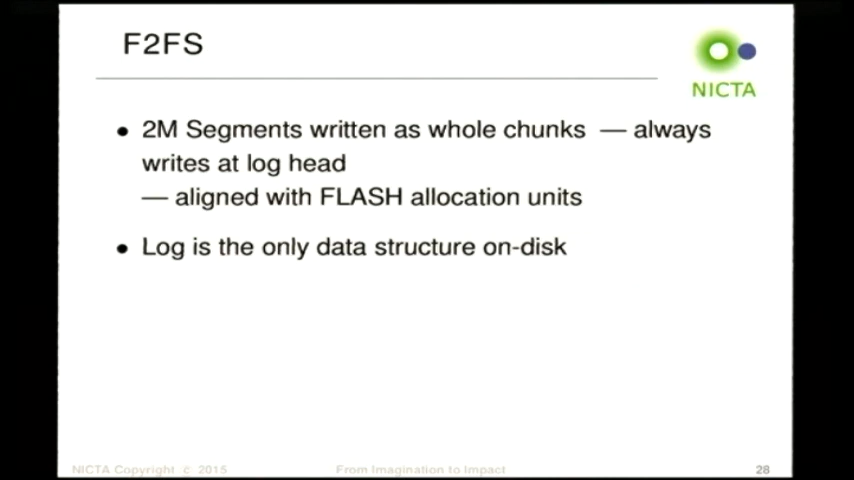 F2FS
NICTA
• 2M Segments written as whole chunks — always
writes at log head
— aligned with FLASH allocation units
• Log is the only data structure on-disk
NICTA Copyright c 2015
From Imagination to Impact
28